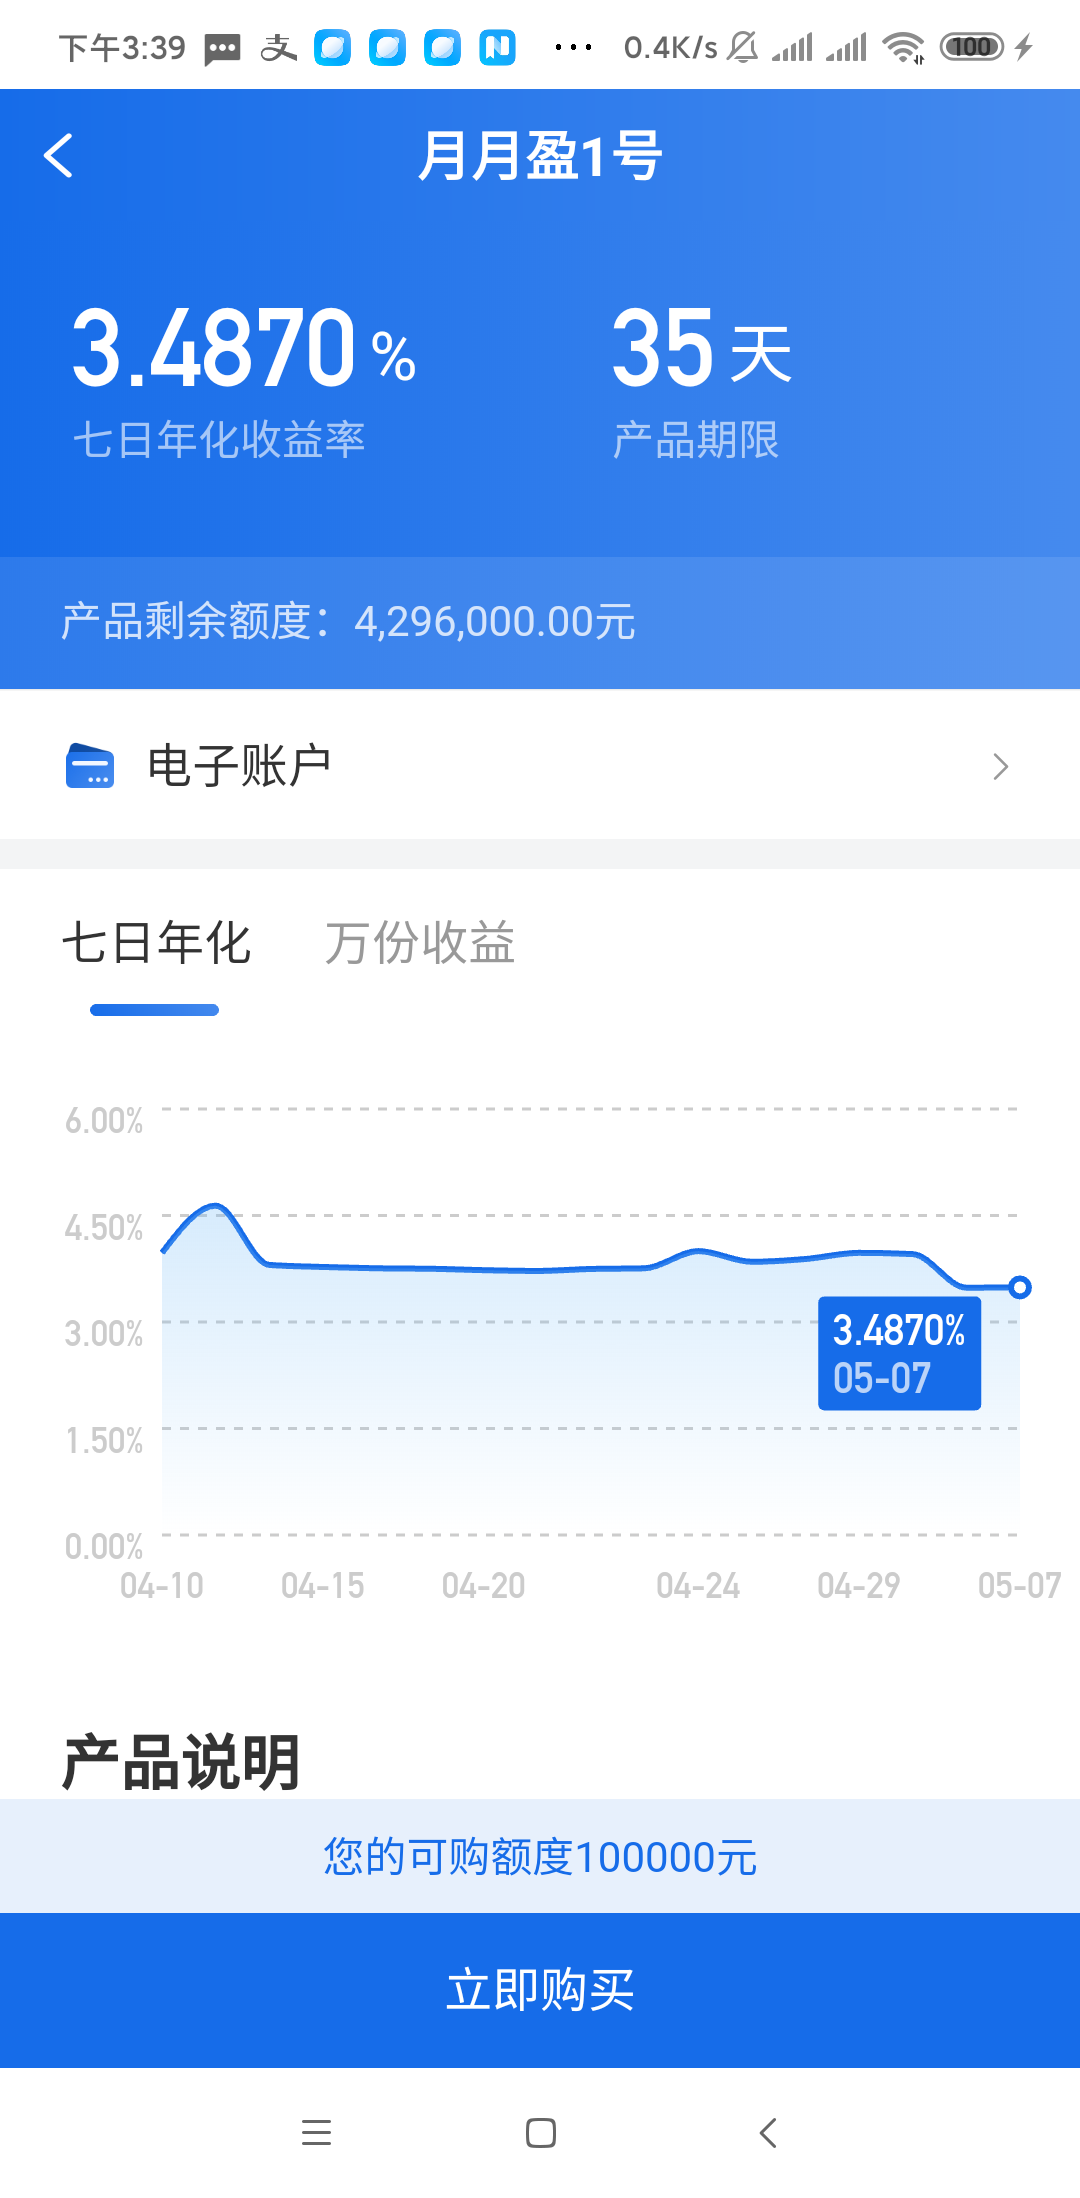 下午3:39 支 ... 0.4K/s 100
月月盈1号
3.4870% 35天
七日年化收益率 产品期限
产品剩余额度：4,296,000.00元
电子账户
七日年化 万份收益
6.00%
4.50%
3.00%
1.50%
0.00%
3.4870%
05-07
04-10 04-15 04-20 04-24 04-29 05-07
产品说明
您的可购额度100000元
立即购买